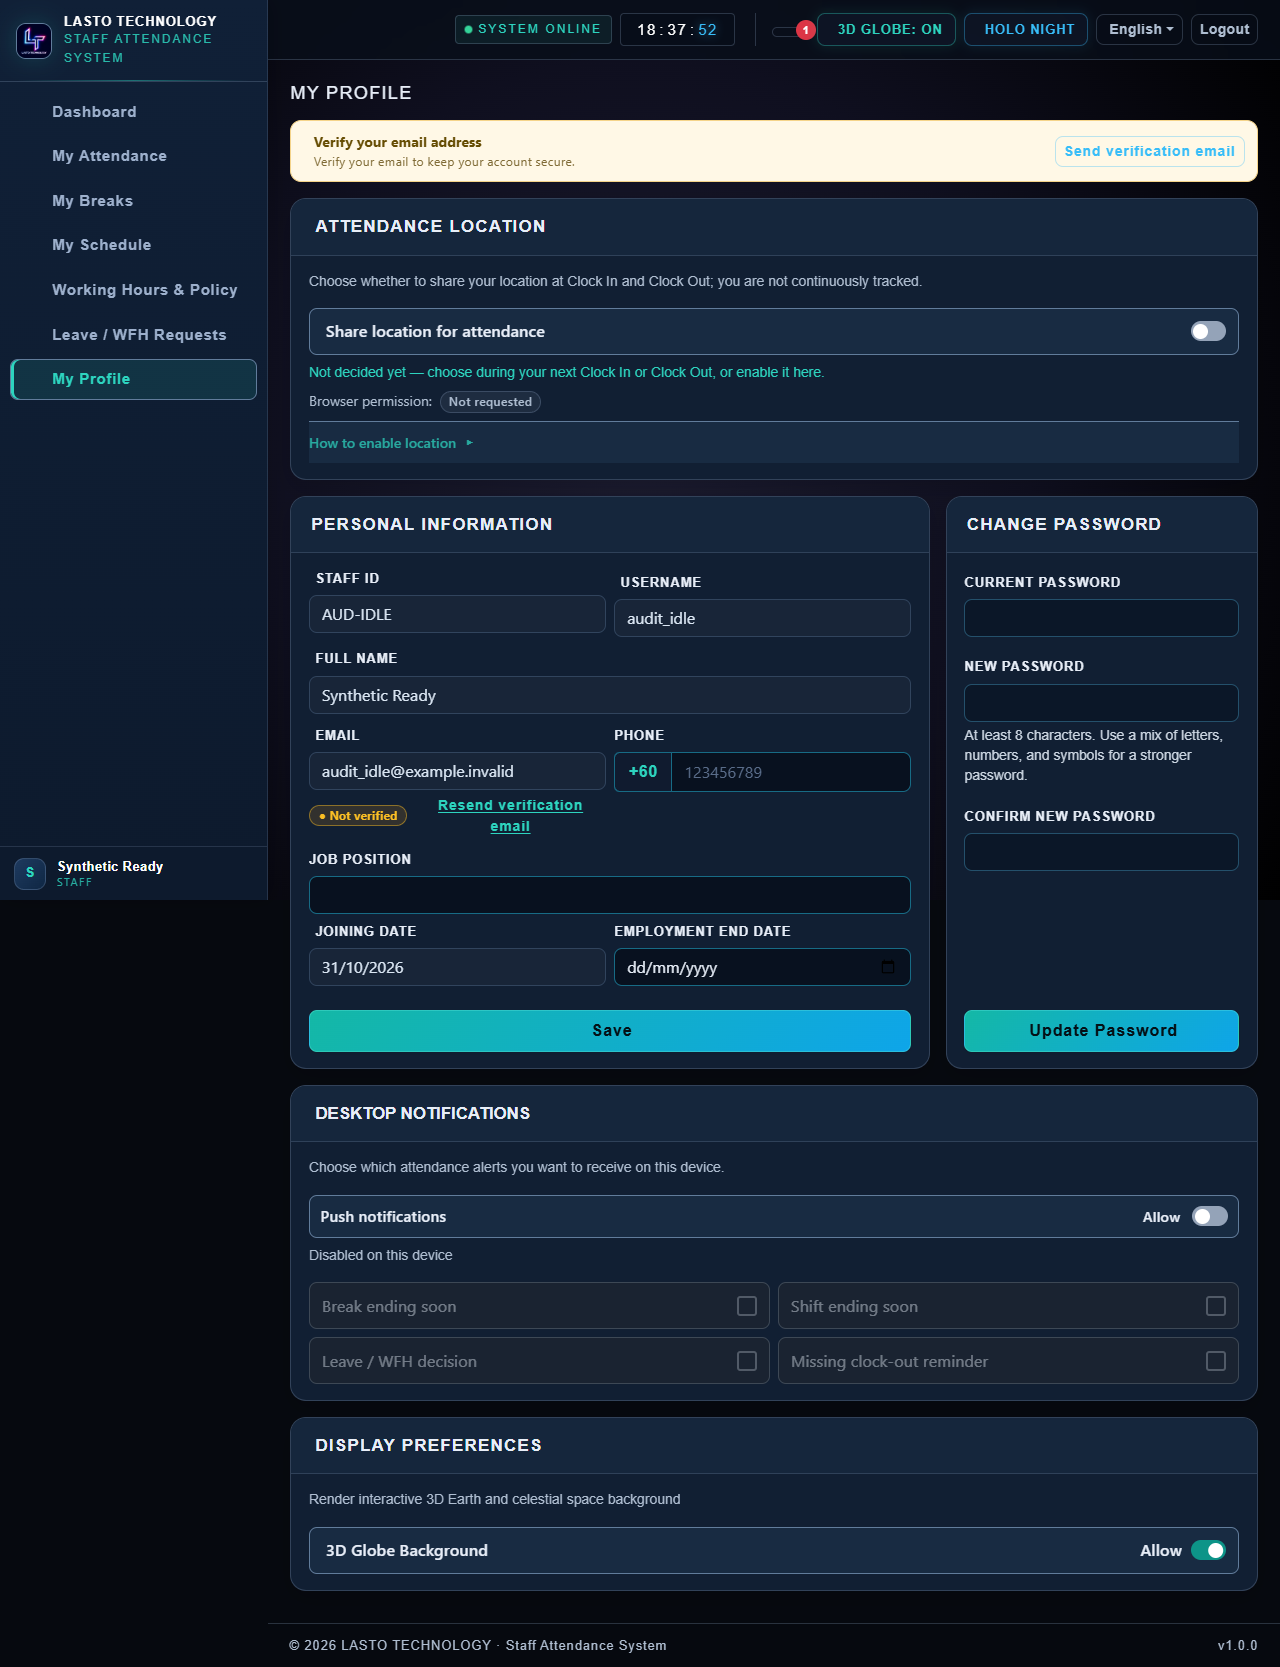 LASTO TECHNOLOGY
STAFF ATTENDANCE
SYSTEM
SYSTEM ONLINE
18:37:52
1
3D GLOBE: ON
HOLO NIGHT
English
Logout
Dashboard
My Attendance
My Breaks
My Schedule
Working Hours & Policy
Leave / WFH Requests
My Profile
Synthetic Ready
S
STAFF
MY PROFILE
Verify your email address
Verify your email to keep your account secure.
Send verification email
ATTENDANCE LOCATION
Choose whether to share your location at Clock In and Clock Out; you are not continuously tracked.
Share location for attendance
Not decided yet — choose during your next Clock In or Clock Out, or enable it here.
Browser permission: Not requested
How to enable location
PERSONAL INFORMATION
STAFF ID
AUD-IDLE
USERNAME
audit_idle
FULL NAME
Synthetic Ready
EMAIL
audit_idle@example.invalid
Not verified
Resend verification
email
PHONE
+60
123456789
JOB POSITION
JOINING DATE
31/10/2026
EMPLOYMENT END DATE
dd/mm/yyyy
Save
CHANGE PASSWORD
CURRENT PASSWORD
NEW PASSWORD
At least 8 characters. Use a mix of letters,
numbers, and symbols for a stronger
password.
CONFIRM NEW PASSWORD
Update Password
DESKTOP NOTIFICATIONS
Choose which attendance alerts you want to receive on this device.
Push notifications
Allow
Disabled on this device
Break ending soon
Shift ending soon
Leave / WFH decision
Missing clock-out reminder
DISPLAY PREFERENCES
Render interactive 3D Earth and celestial space background
3D Globe Background
Allow
© 2026 LASTO TECHNOLOGY · Staff Attendance System
v1.0.0